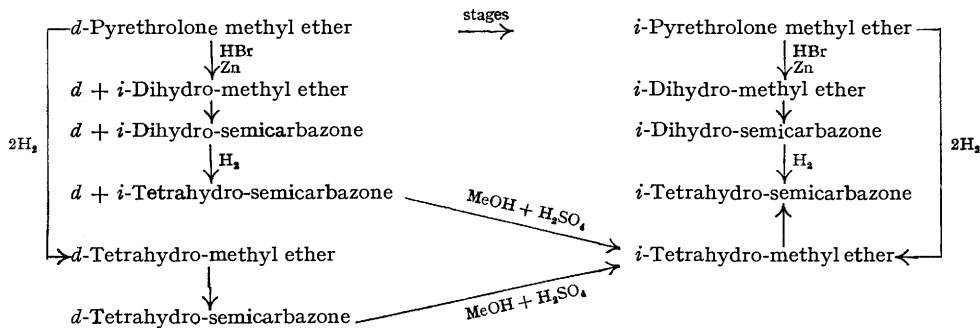 d-Pyrethrolone methyl ether stages i-Pyrethrolone methyl ether
HBr HBr
Zn Zn
d + i-Dihydro-methyl ether i-Dihydro-methyl ether
d + i-Dihydro-semicarbazone i-Dihydro-semicarbazone
2H₂ H₂ H₂ 2H₂
d + i-Tetrahydro-semicarbazone i-Tetrahydro-semicarbazone
MeOH + H₂SO₄
d-Tetrahydro-methyl ether i-Tetrahydro-methyl ether
MeOH + H₂SO₄
d-Tetrahydro-semicarbazone